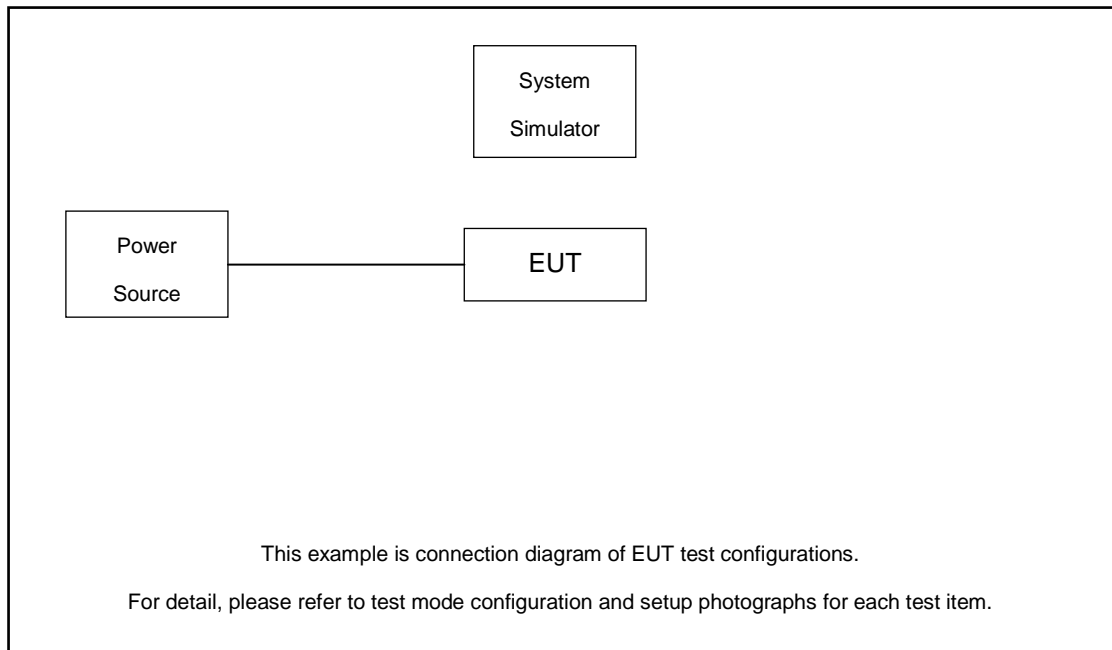 System
Simulator
Power
Source
EUT
This example is connection diagram of EUT test configurations.
For detail, please refer to test mode configuration and setup photographs for each test item.